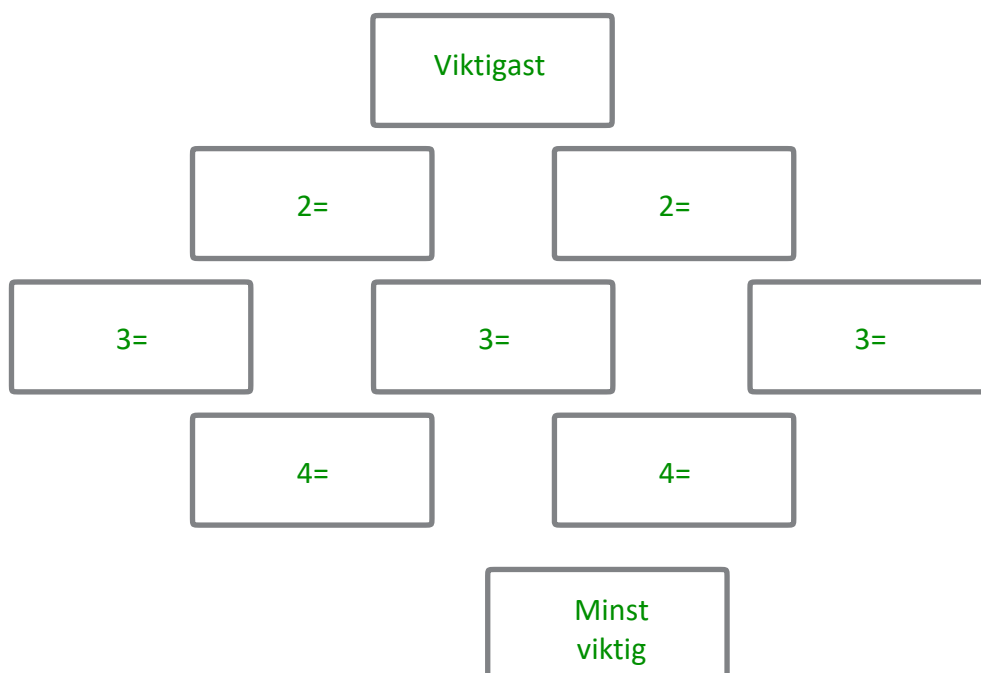 Viktigast
2= 2=
3= 3= 3=
4= 4=
Minst
viktig